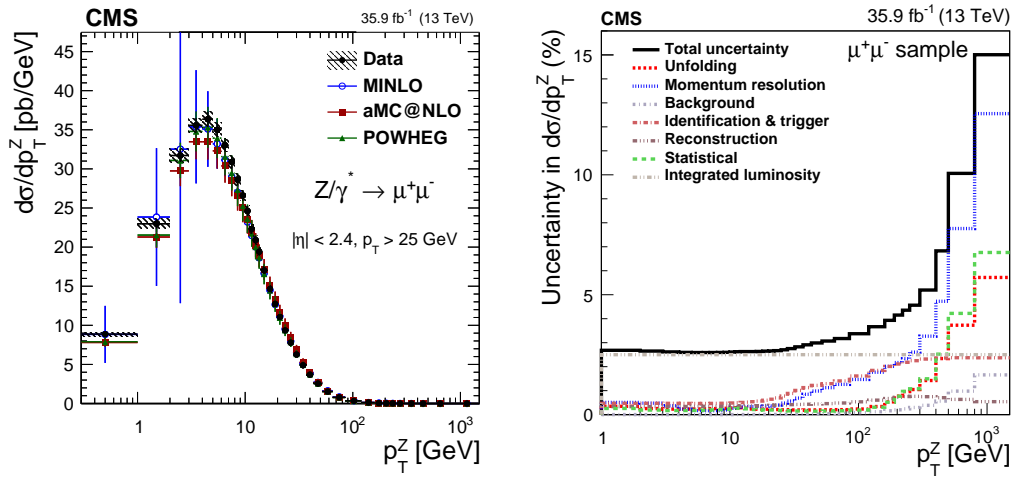 CMS
35.9 fb⁻¹ (13 TeV)
dσ/dp_T^Z [pb/GeV]
45
40
35
30
25
20
15
10
5
0
Data
MINLO
aMC@NLO
POWHEG
Z/γ* → μ⁺μ⁻
|η| < 2.4, p_T > 25 GeV
1
10
10²
10³
p_T^Z [GeV]
CMS
35.9 fb⁻¹ (13 TeV)
Uncertainty in dσ/dp_T^Z (%)
15
10
5
0
μ⁺μ⁻ sample
Total uncertainty
Unfolding
Momentum resolution
Background
Identification & trigger
Reconstruction
Statistical
Integrated luminosity
1
10
10²
10³
p_T^Z [GeV]